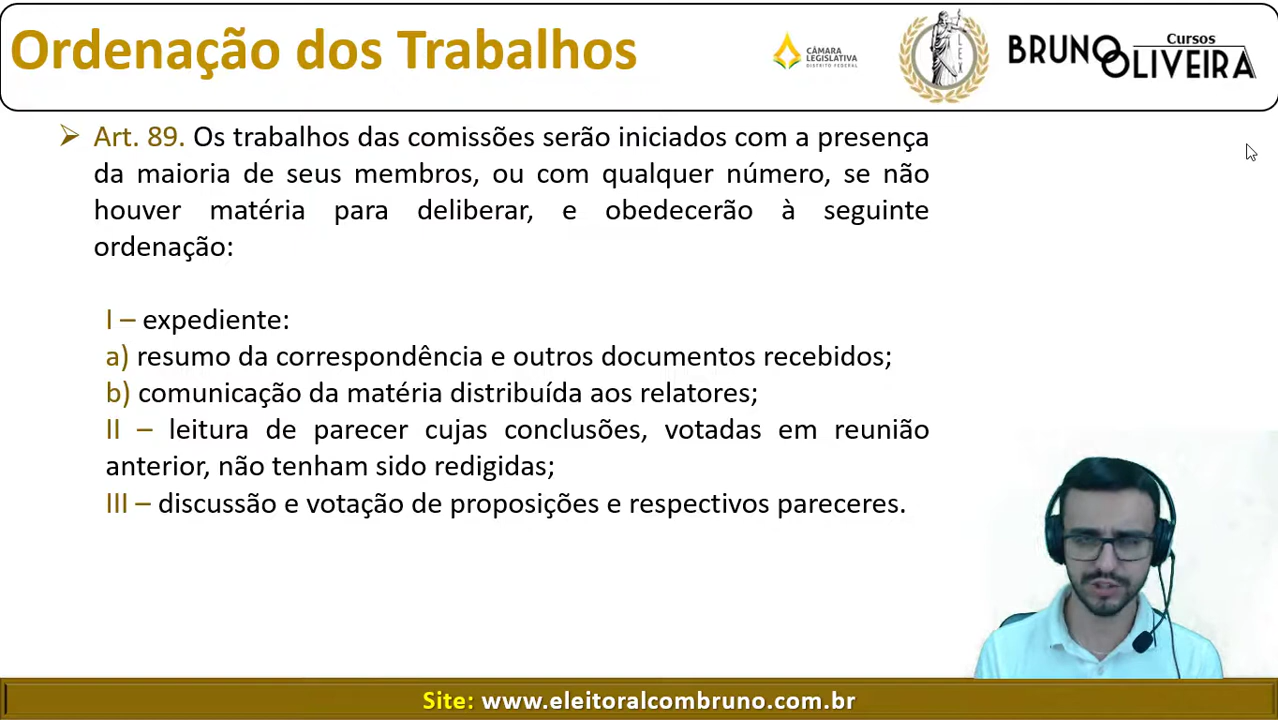 Ordenação dos Trabalhos
CÂMARA
LEGISLATIVA
DISTRITO FEDERAL
LEX
Cursos
BRUNO
OLIVEIRA
Art. 89. Os trabalhos das comissões serão iniciados com a presença
da maioria de seus membros, ou com qualquer número, se não
houver matéria para deliberar, e obedecerão à seguinte
ordenação:
I – expediente:
a) resumo da correspondência e outros documentos recebidos;
b) comunicação da matéria distribuída aos relatores;
II – leitura de parecer cujas conclusões, votadas em reunião
anterior, não tenham sido redigidas;
III – discussão e votação de proposições e respectivos pareceres.
Site: www.eleitoralcombruno.com.br